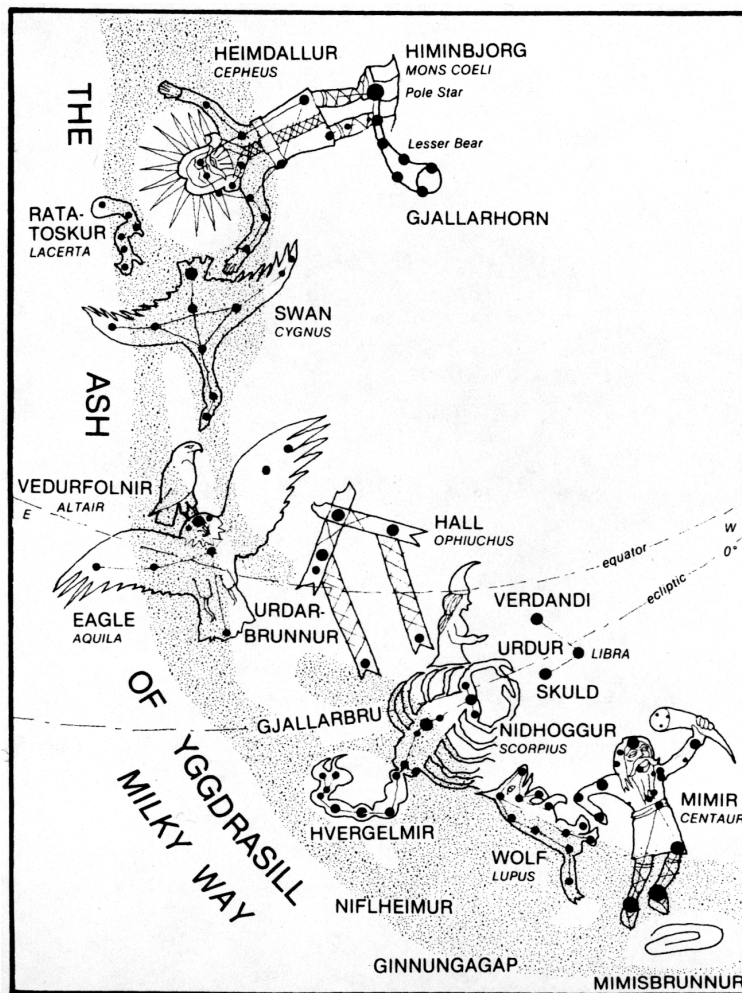 HEIMDALLUR
CEPHEUS
HIMINBJORG
MONS COELI
Pole Star
THE
Lesser Bear
RATA-
TOSKUR
LACERTA
GJALLARHORN
SWAN
CYGNUS
ASH
VEDURFOLNIR
ALTAIR
E
HALL
OPHIUCHUS
equator
W
0°
ecliptic
EAGLE
AQUILA
URDAR-
BRUNNUR
VERDANDI
URDUR
LIBRA
SKULD
OF YGGDRASILL
MILKY WAY
GJALLARBRU
NIDHOGGUR
SCORPIUS
HVERGELMIR
MIMIR
CENTAUR
WOLF
LUPUS
NIFLHEIMUR
GINNUNGAGAP
MIMISBRUNNUR